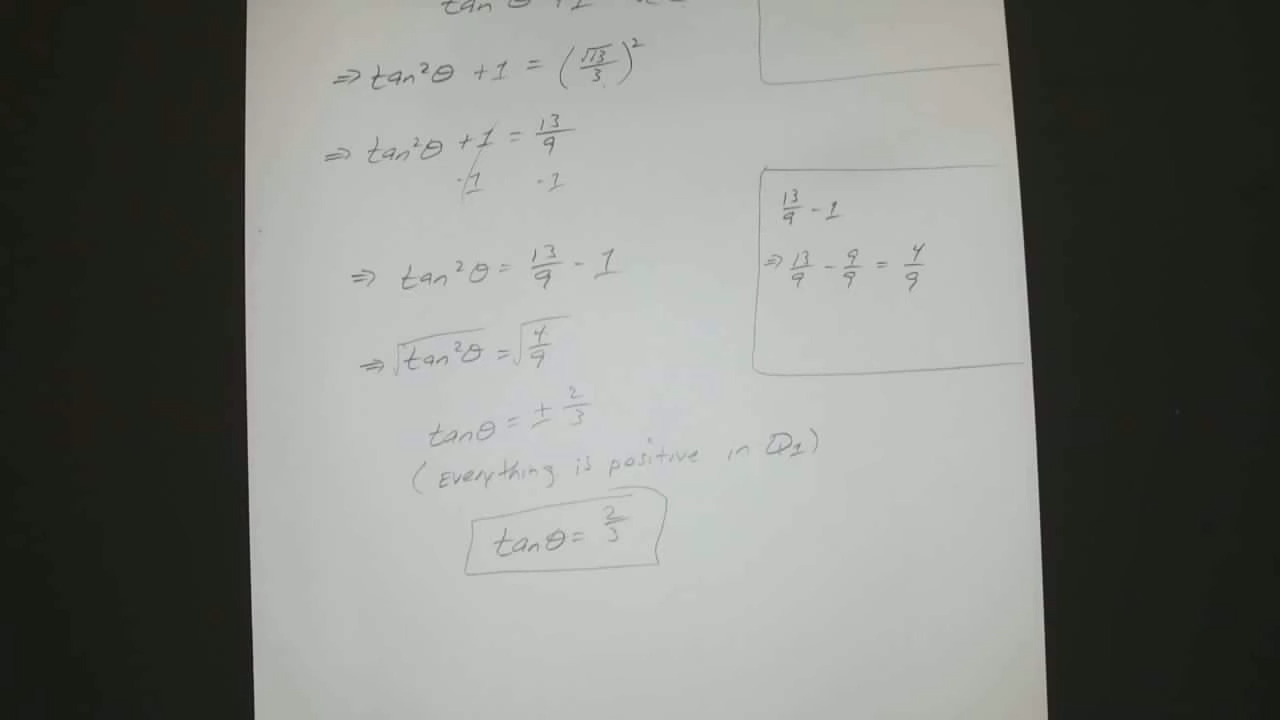 tan θ +1
⇒ tan²θ + 1 = (√13/3)²
⇒ tan²θ + 1 = 13/9
-1 -1
⇒ tan²θ = 13/9 - 1
⇒ √tan²θ = √4/9
tanθ = ± 2/3
(Everything is positive in Q1)
tanθ = 2/3
13/9 - 1
⇒ 13/9 - 9/9 = 4/9